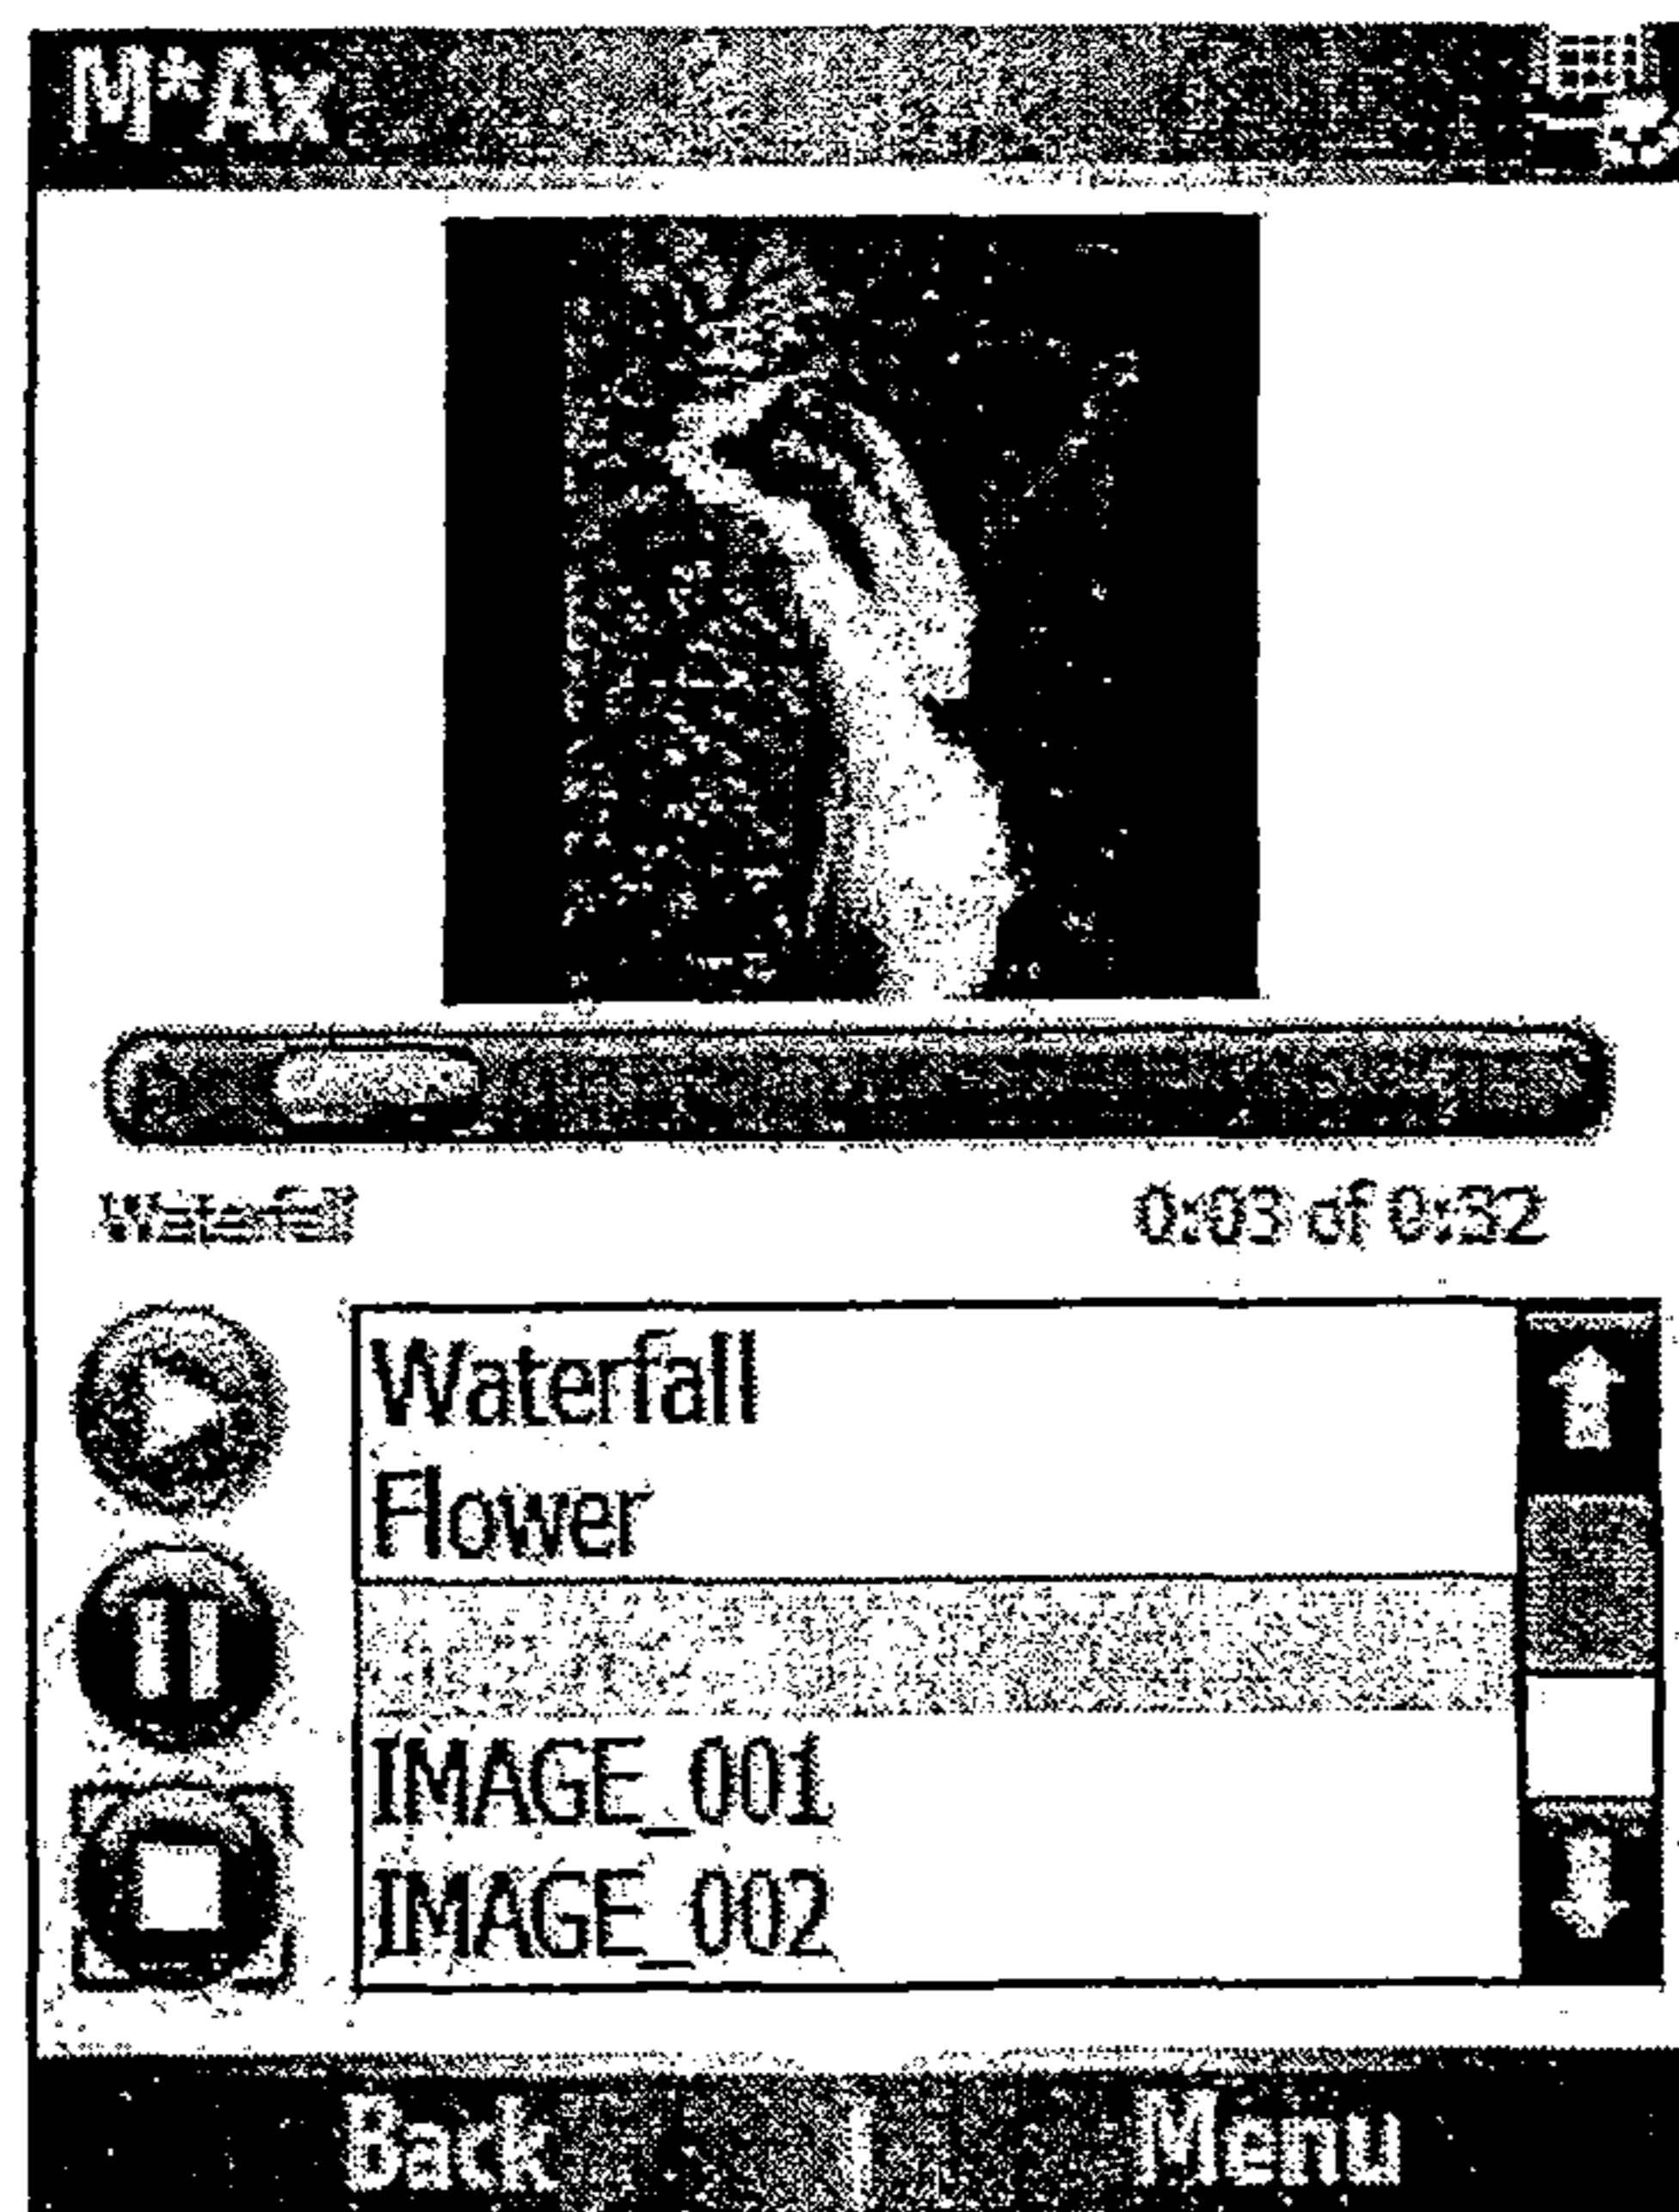 M*Ax
Waterfall
0:03 of 0:32
Waterfall
Flower
IMAGE_001
IMAGE_002
Back
Menu